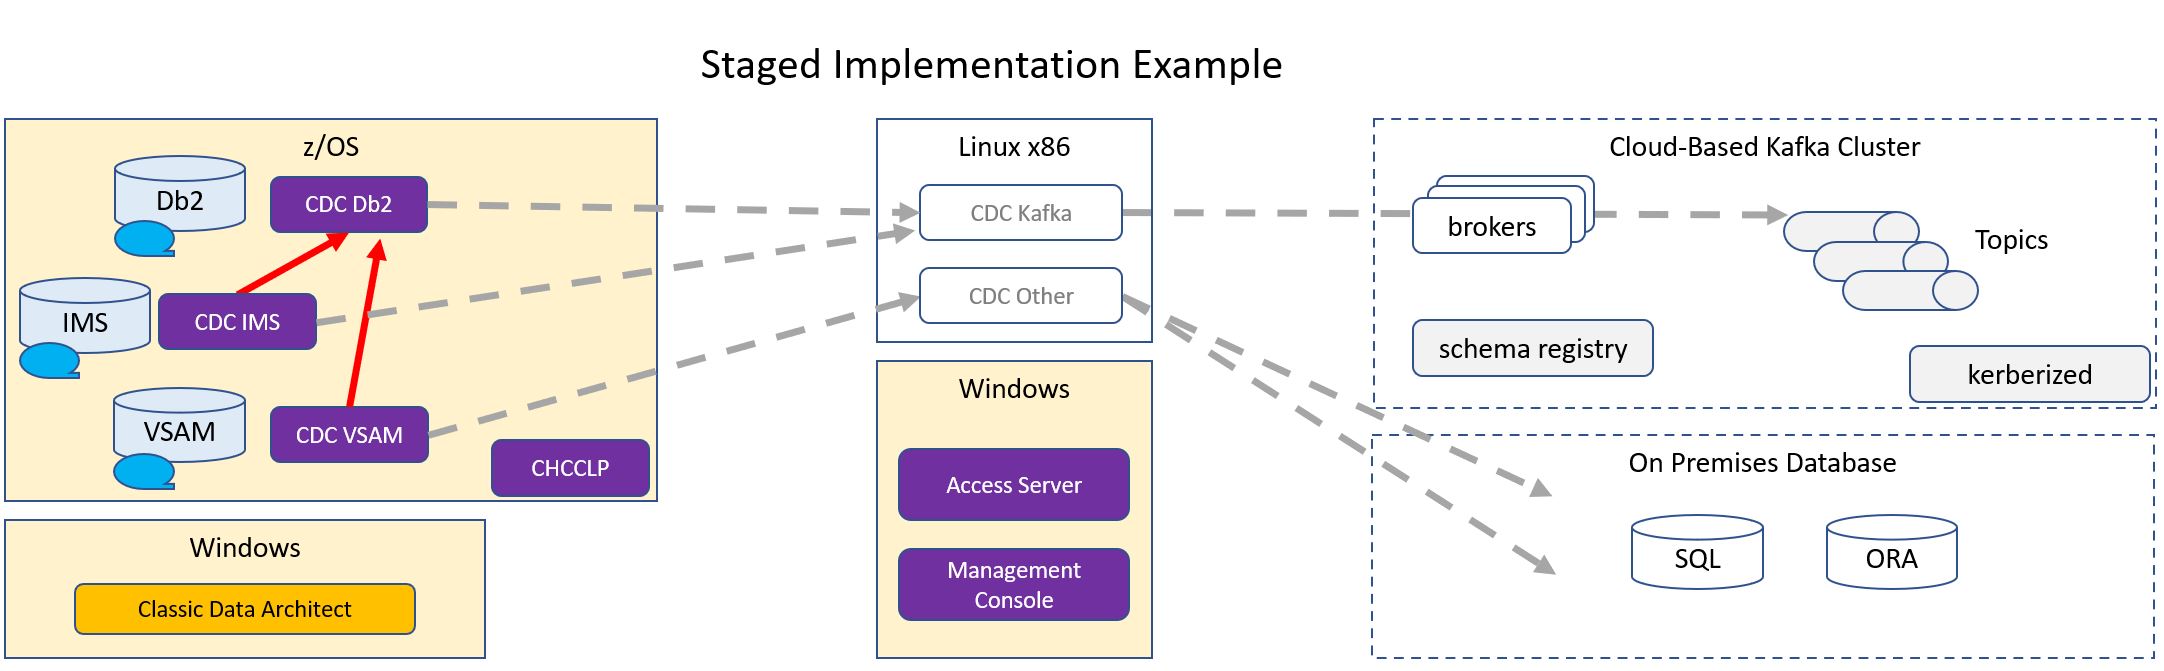 Staged Implementation Example
z/OS
Db2
CDC Db2
IMS
CDC IMS
VSAM
CDC VSAM
CHCCLP
Windows
Classic Data Architect
Linux x86
CDC Kafka
CDC Other
Windows
Access Server
Management
Console
Cloud-Based Kafka Cluster
brokers
Topics
schema registry
kerberized
On Premises Database
SQL
ORA